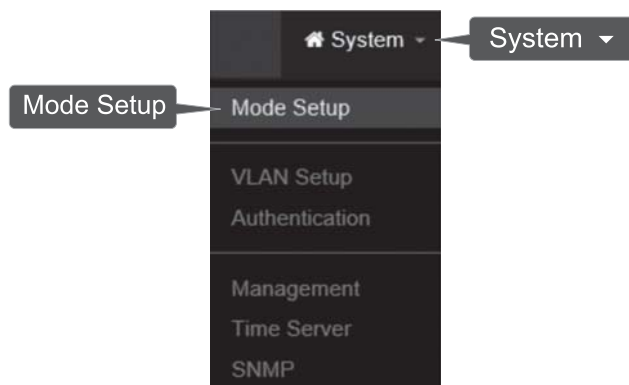 System
System
Mode Setup
Mode Setup
VLAN Setup
Authentication
Management
Time Server
SNMP